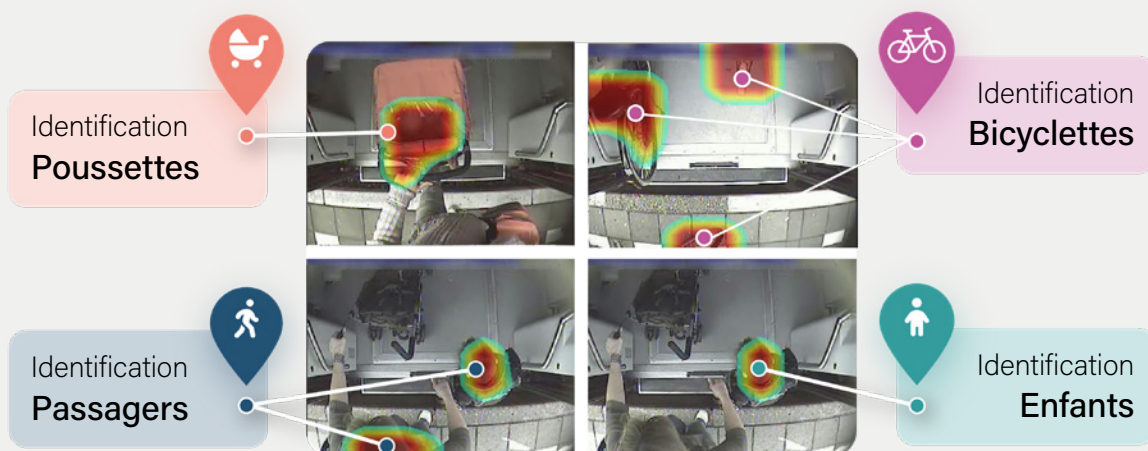 Identification
Poussettes
Identification
Bicyclettes
Identification
Passagers
Identification
Enfants